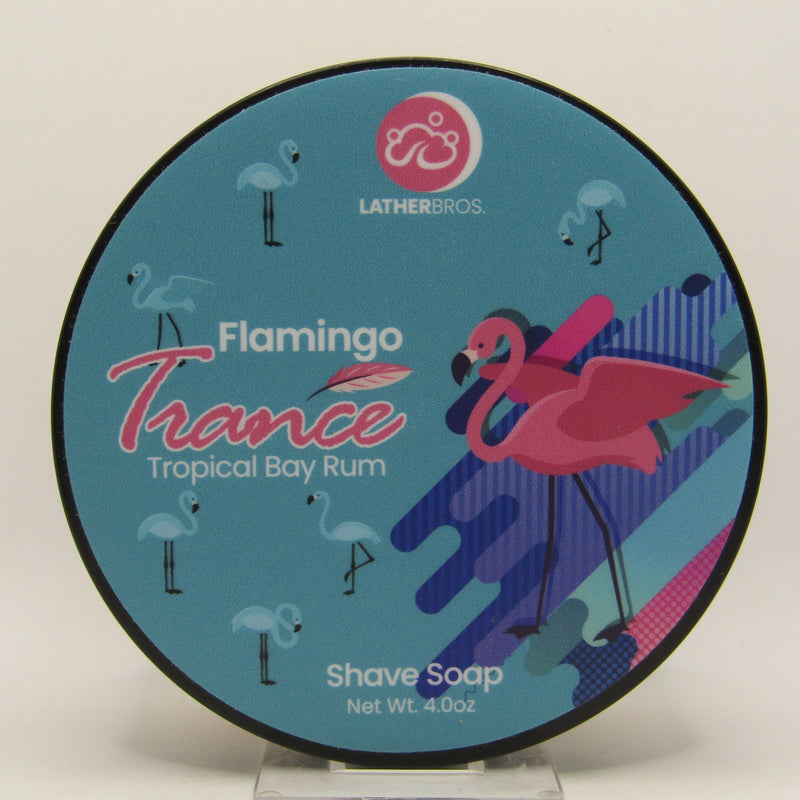 LATHERBROS.
Flamingo
Trance
Tropical Bay Rum
Shave Soap
Net Wt. 4.0oz